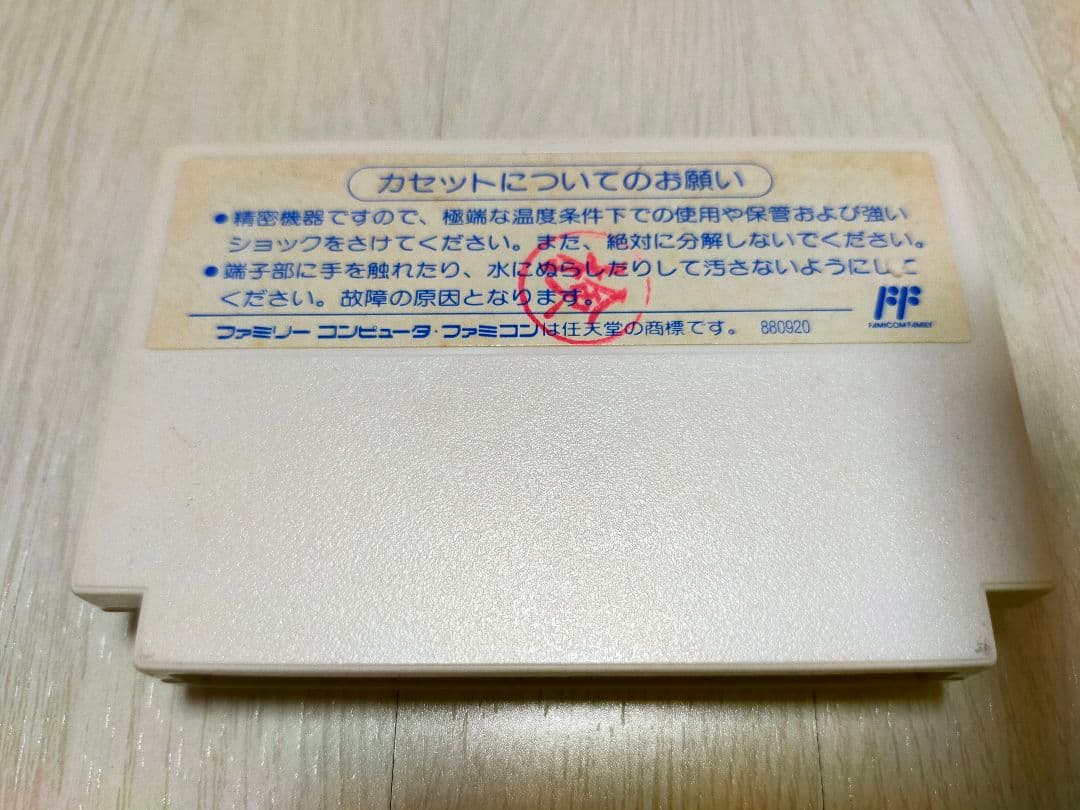 カセットについてのお願い
●精密機器ですので、極端な温度条件下での使用や保管および強い
ショックをさけてください。また、絶対に分解しないでください。
●端子部に手を触れたり、水にぬらしたりして汚さないようにして
ください。故障の原因となります。
FF
FAMICOM FAMILY
ファミリー コンピュータ・ファミコンは任天堂の商標です。 880920